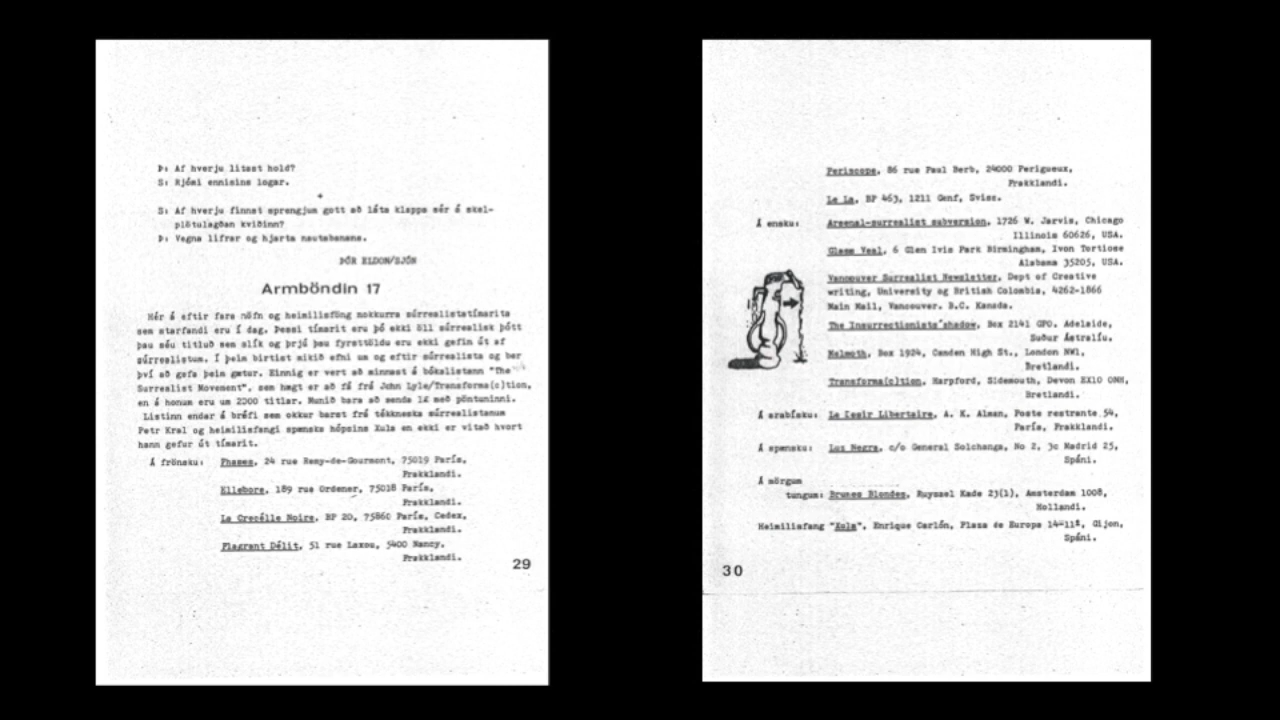 Þ: Af hverju litast hold?
S: Rjómi ennisins logar.
+
S: Af hverju finnst sprengjum gott að láta klappa sér á skel-
plötulagðan kviðinn?
Þ: Vegna lifrar og hjarta nautabanans.
ÞÓR ELDON/SJÓN
Armböndin 17
Hér á eftir fara nöfn og heimilisföng nokkurra súrrealistatímarita
sem starfandi eru í dag. Þessi tímarit eru þó ekki öll súrrealisk þótt
þau séu titluð sem slík og þrjú þau fyrsttöldu eru ekki gefin út af
súrrealistum. Í þeim birtist mikið efni um og eftir súrrealista og ber
því að gefa þeim gætur. Einnig er vert að minnast á bókalistann "The
Surrealist Movement", sem hægt er að fá frá John Lyle/Transforma(c)tion,
en á honum eru um 2200 titlar. Munið bara að senda 1£ með pöntuninni.
Listinn endar á bréfi sem okkur barst frá tékkneska súrrealistanum
Petr Kral og heimilisfangi spænska hópsins Xula en ekki er vitað hvort
hann gefur út tímarit.
Á frönsku: Phases, 24 rue Remy-de-Gourmont, 75019 París,
Frakklandi.
Ellebore, 189 rue Ordener, 75018 París,
Frakklandi.
La Crecélle Noire, BP 20, 75860 París, Cedex,
Frakklandi.
Flagrant Délit, 51 rue Laxou, 5400 Nancy,
Frakklandi.
29
Periscope, 86 rue Paul Berb, 24000 Perigueux,
Frakklandi.
Le La, BP 463, 1211 Genf, Sviss.
Á ensku: Arsenal-surrealist subversion, 1726 W. Jarvis, Chicago
Illinois 60626, USA.
Glass Veal, 6 Glen Ivis Park Birmingham, Ivon Tortiose
Alabama 35205, USA.
Vancouver Surrealist Newsletter, Dept of Creative
writing, University og British Colombia, 4262-1866
Main Mall, Vancouver. B.C. Kanada.
The Insurrectionists'shadow, Box 2141 GPO. Adelaide,
Suður Ástralíu.
Melmoth, Box 1924, Camden High St., London NW1,
Bretlandi.
Transforma(c)tion, Harpford, Sidemouth, Devon EX10 0NH,
Bretlandi.
Á arabísku: Le Desir Libertaire, A. K. Alman, Poste restrante 54,
París, Frakklandi.
Á spænsku: Luz Negra, c/o General Solchanga, No 2, 3c Madrid 25,
Spáni.
Á mörgum
tungum: Brunes Blondes, Ruyssel Kade 23(1), Amsterdam 1008,
Hollandi.
Heimilisfang "Xula", Enrique Carlón, Plaza de Europa 14-11ª, Gijon,
Spáni.
30